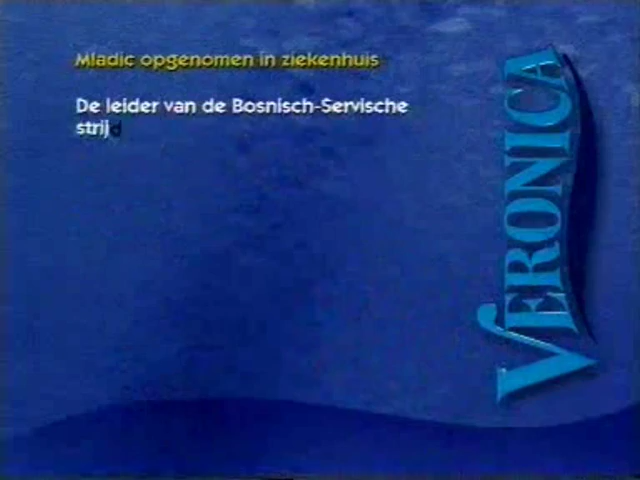 Mladic opgenomen in ziekenhuis
De leider van de Bosnisch-Servische
strijd
VERONICA